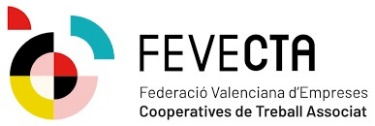 FEVECTA
Federació Valenciana d'Empreses
Cooperatives de Treball Associat